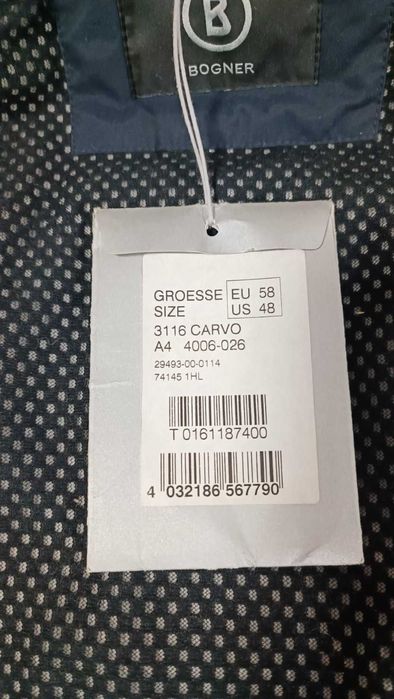 B
BOGNER
GROESSE EU 58
SIZE US 48
3116 CARVO
A4 4006-026
29493-00-0114
74145 1HL
T 0161187400
4 032186 567790